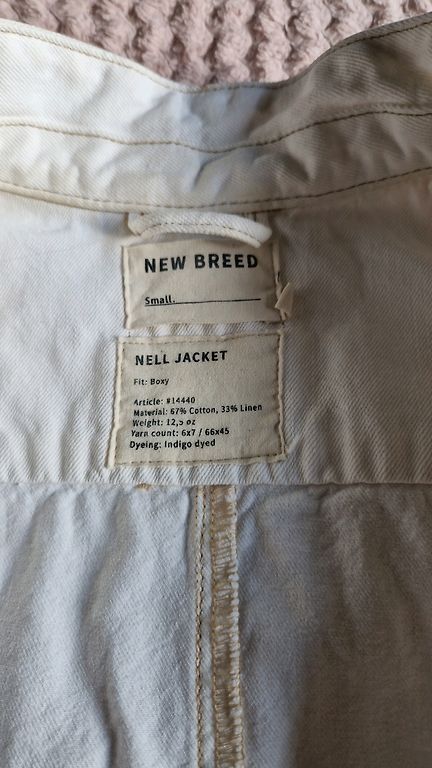 NEW BREED
Small.
NELL JACKET
Fit: Boxy
Article: #14440
Material: 67% Cotton, 33% Linen
Weight: 12,5 oz
Yarn count: 6x7 / 66x45
Dyeing: Indigo dyed